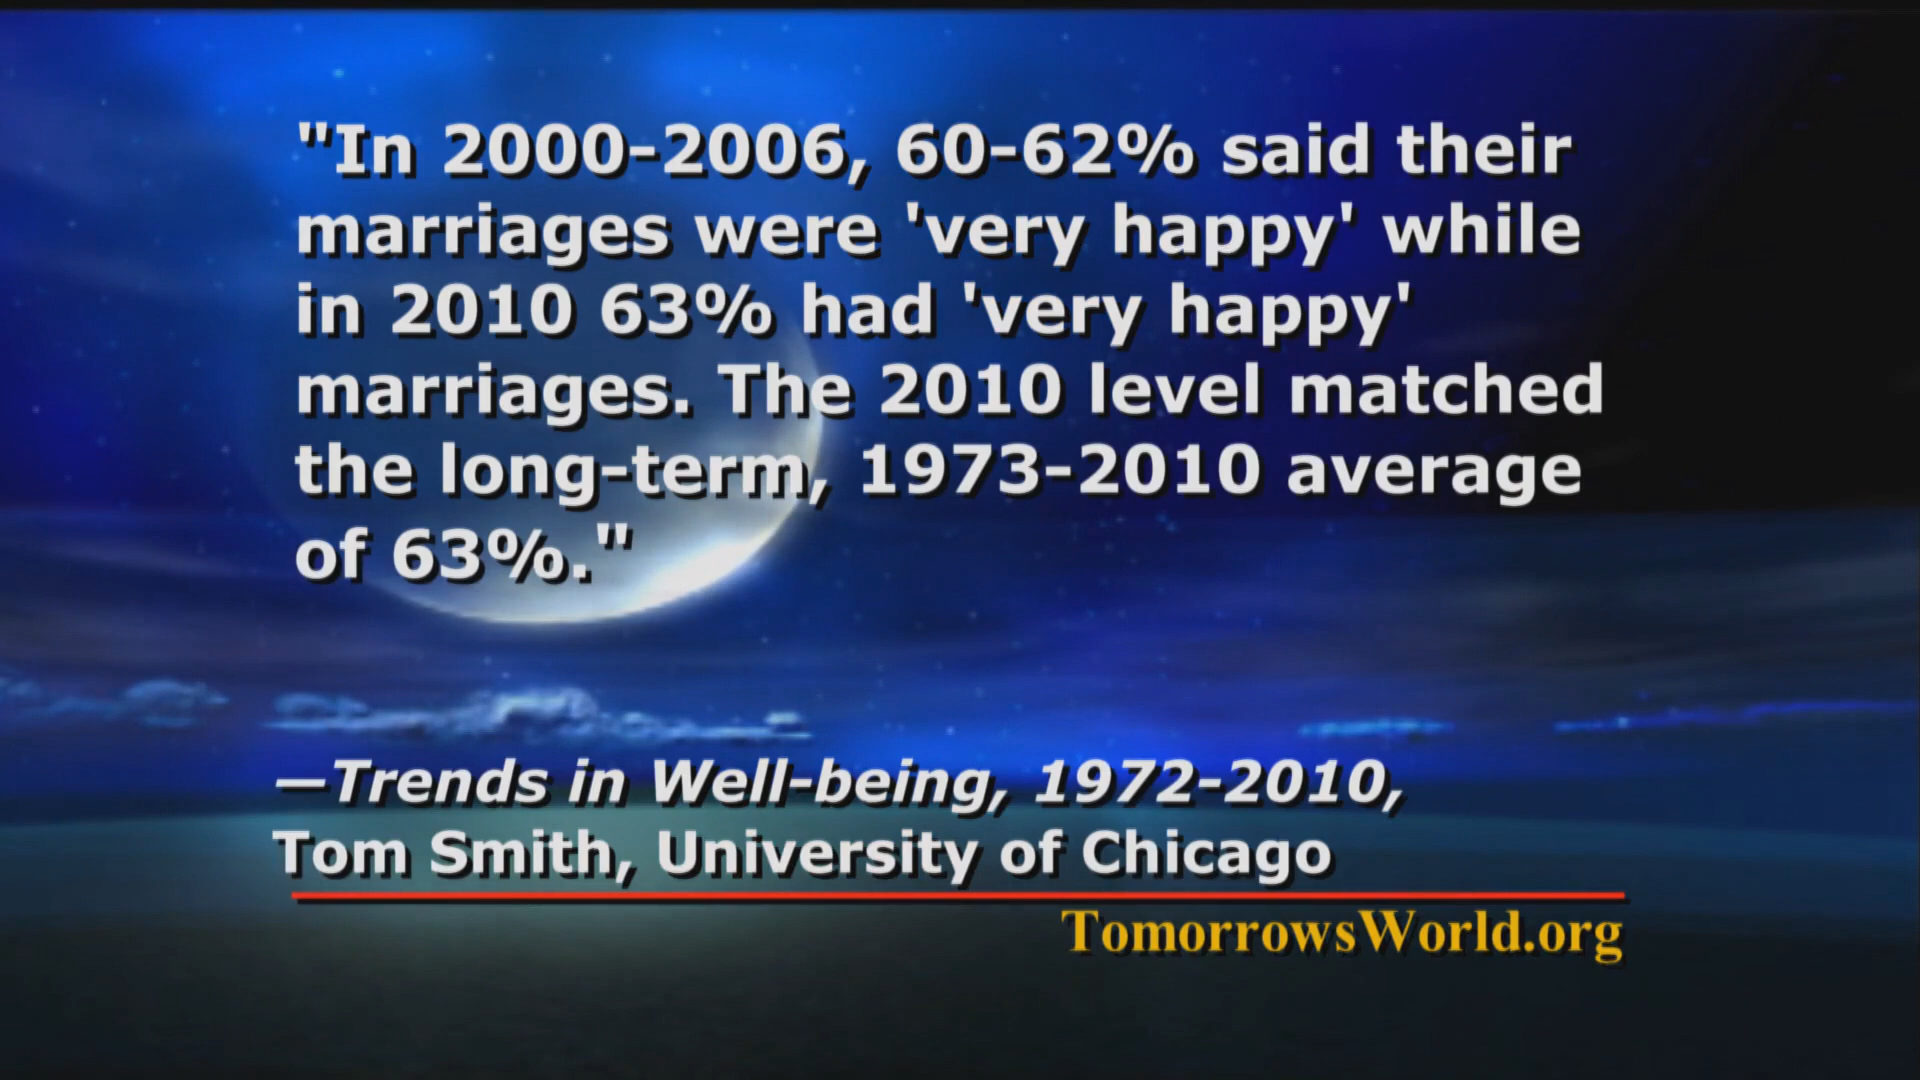 "In 2000-2006, 60-62% said their
marriages were 'very happy' while
in 2010 63% had 'very happy'
marriages. The 2010 level matched
the long-term, 1973-2010 average
of 63%."
—Trends in Well-being, 1972-2010,
Tom Smith, University of Chicago
TomorrowsWorld.org